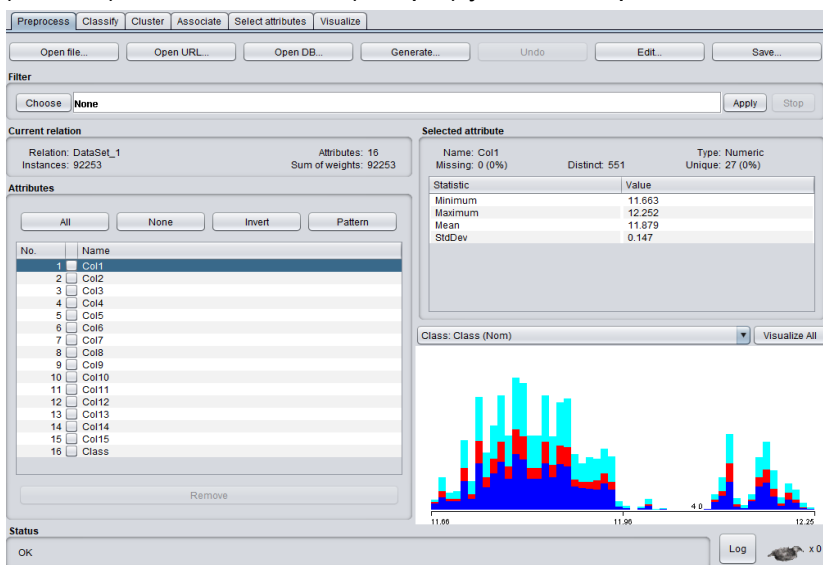 Preprocess Classify Cluster Associate Select attributes Visualize
Open file... Open URL... Open DB... Generate... Undo Edit... Save...
Filter
Choose None Apply Stop
Current relation
Relation: DataSet_1 Attributes: 16
Instances: 92253 Sum of weights: 92253
Selected attribute
Name: Col1 Type: Numeric
Missing: 0 (0%) Distinct: 551 Unique: 27 (0%)
Attributes
All None Invert Pattern
No. Name
1 Col1
2 Col2
3 Col3
4 Col4
5 Col5
6 Col6
7 Col7
8 Col8
9 Col9
10 Col10
11 Col11
12 Col12
13 Col13
14 Col14
15 Col15
16 Class
Remove
Statistic Value
Minimum 11.663
Maximum 12.252
Mean 11.879
StdDev 0.147
Class: Class (Nom) Visualize All
4 0
11.66 11.96 12.25
Status
OK Log x 0